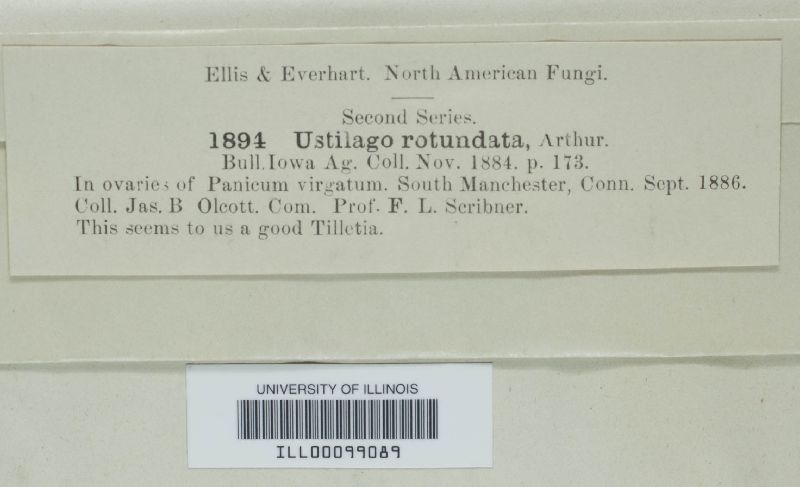 Ellis & Everhart. North American Fungi.
Second Series.
1894 Ustilago rotundata, Arthur.
Bull. Iowa Ag. Coll. Nov. 1884. p. 173.
In ovaries of Panicum virgatum. South Manchester, Conn. Sept. 1886.
Coll. Jas. B Olcott. Com. Prof. F. L. Scribner.
This seems to us a good Tilletia.
UNIVERSITY OF ILLINOIS
ILL00099089